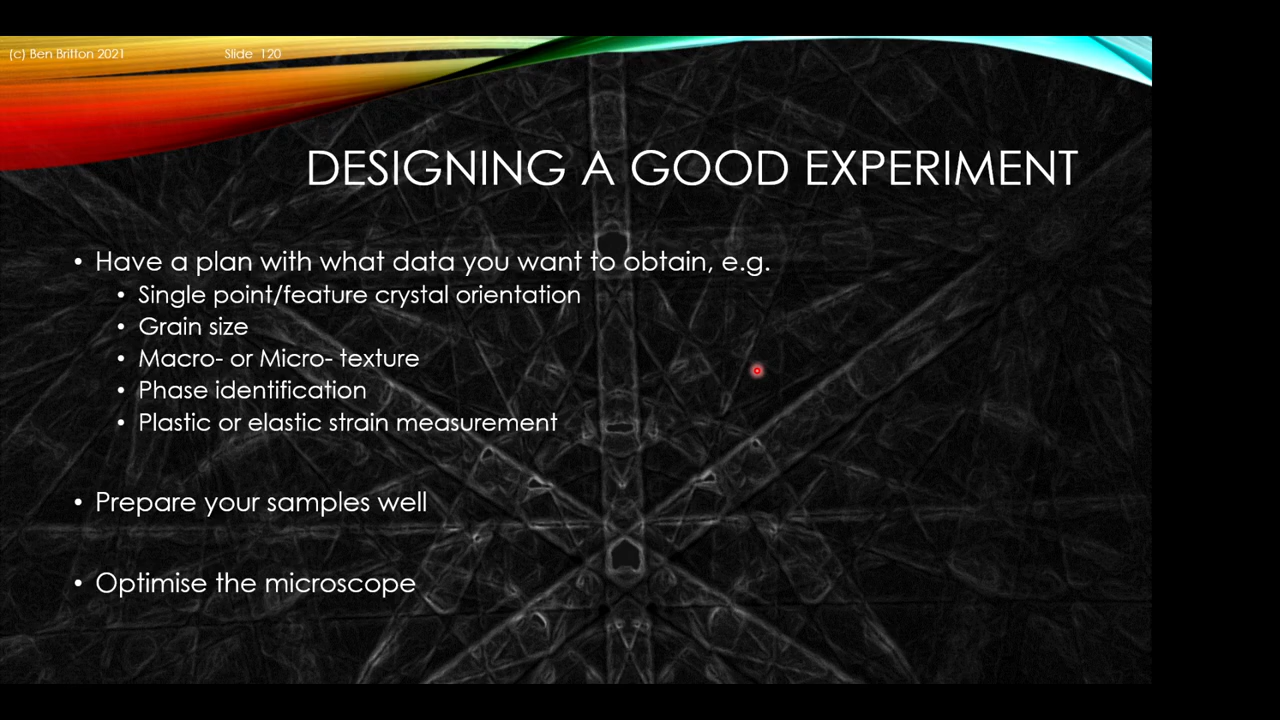 (c) Ben Britton 2021 Slide 120
DESIGNING A GOOD EXPERIMENT
• Have a plan with what data you want to obtain, e.g.
• Single point/feature crystal orientation
• Grain size
• Macro- or Micro- texture
• Phase identification
• Plastic or elastic strain measurement
• Prepare your samples well
• Optimise the microscope